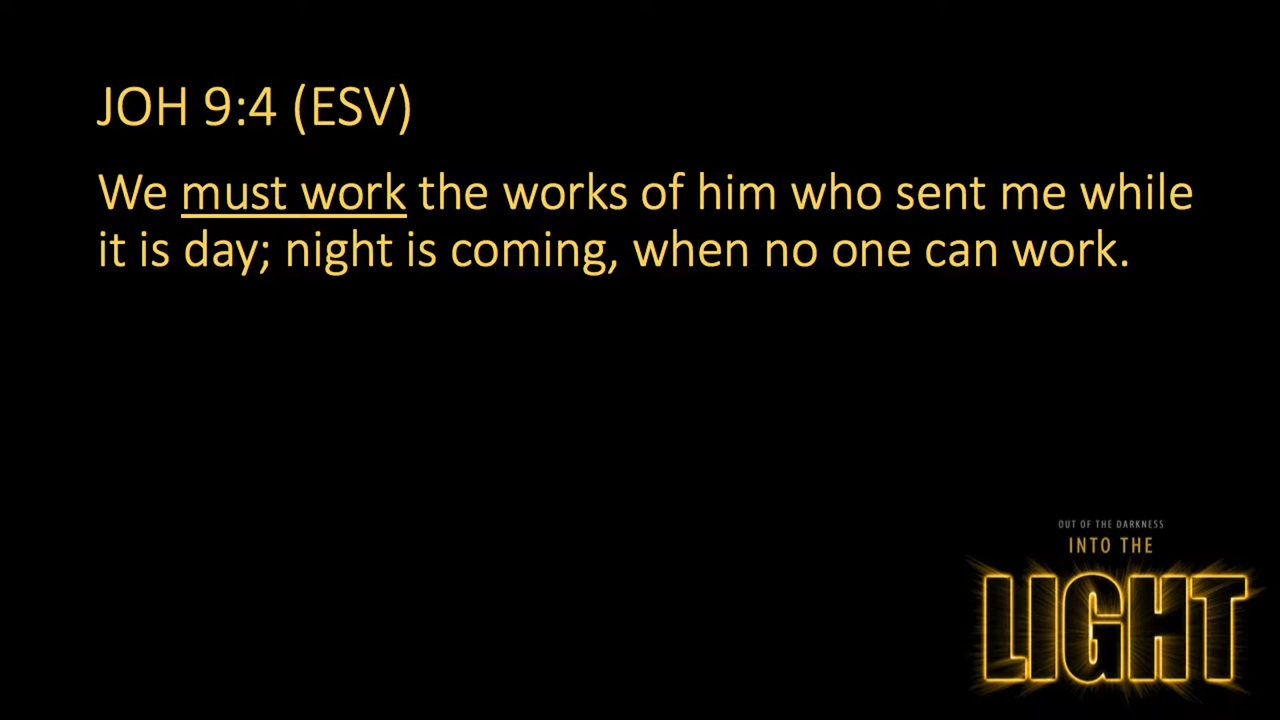 JOH 9:4 (ESV)
We must work the works of him who sent me while
it is day; night is coming, when no one can work.
OUT OF THE DARKNESS
INTO THE
LIGHT